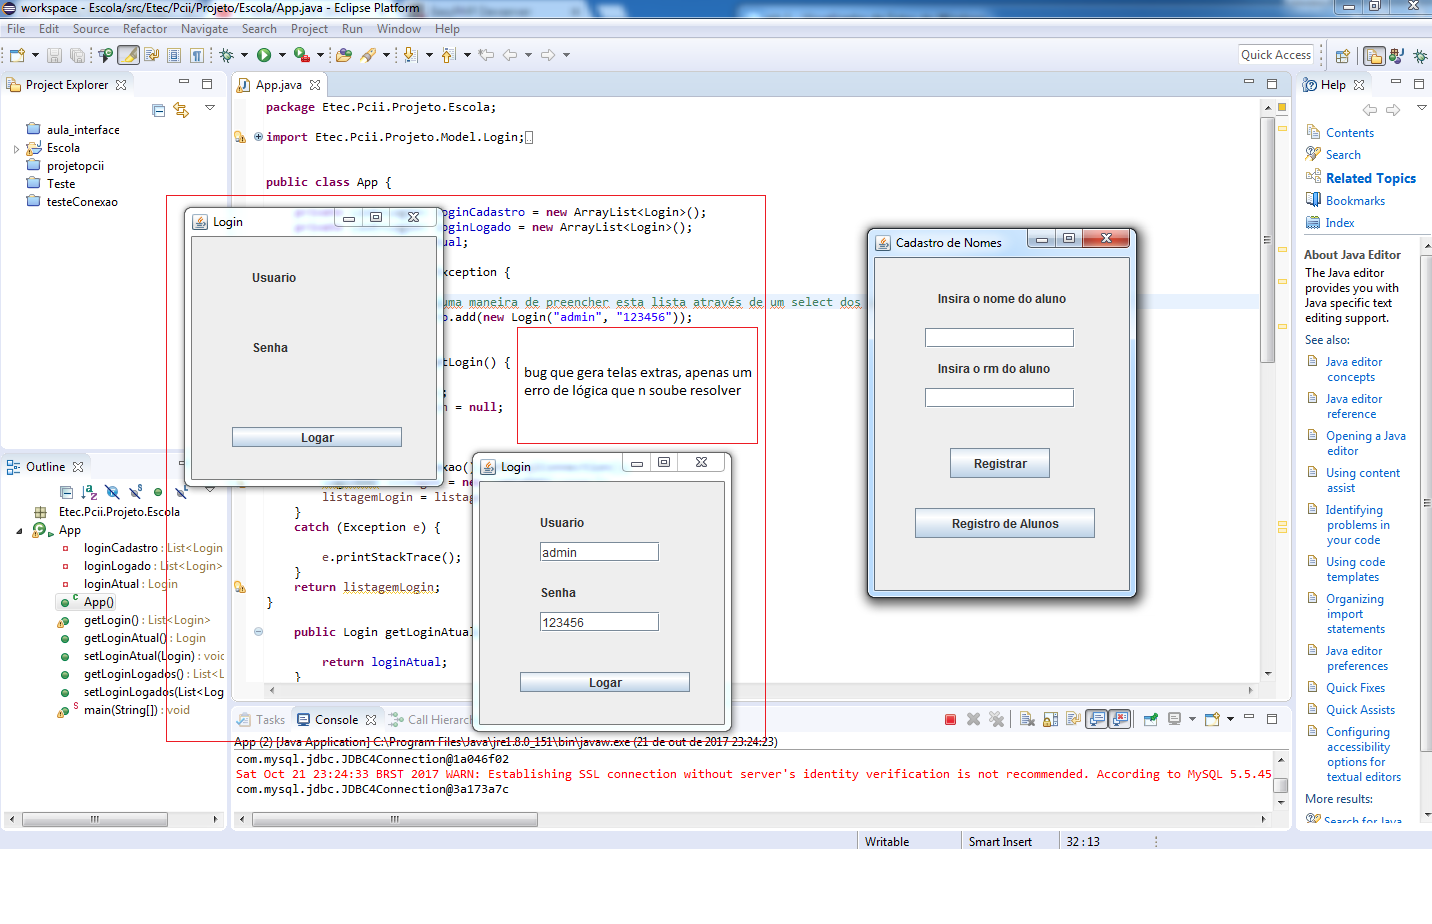 workspace - Escola/src/Etec/Pcii/Projeto/Escola/App.java - Eclipse Platform
File Edit Source Refactor Navigate Search Project Run Window Help
Quick Access
Project Explorer
aula_interface
Escola
projetopcii
Teste
testeConexao
App.java
package Etec.Pcii.Projeto.Escola;
import Etec.Pcii.Projeto.Model.Login;
public class App {
oginCadastro = new ArrayList<Login>();
oginLogado = new ArrayList<Login>();
ual;
xception {
uma maneira de preencher esta lista através de um select dos
o.add(new Login("admin", "123456"));
tLogin() {
;
n = null;
xao()
= new
listagemLogin = lista
}
catch (Exception e) {
e.printStackTrace();
}
return listagemLogin;
}
public Login getLoginAtua
return loginAtual;
}
Login
Usuario
Senha
Logar
bug que gera telas extras, apenas um
erro de lógica que n soube resolver
Login
Usuario
admin
Senha
123456
Logar
Cadastro de Nomes
Insira o nome do aluno
Insira o rm do aluno
Registrar
Registro de Alunos
Outline
Etec.Pcii.Projeto.Escola
App
loginCadastro : List<Login
loginLogado : List<Login>
loginAtual : Login
App()
getLogin() : List<Login>
getLoginAtual() : Login
setLoginAtual(Login) : voic
getLoginLogados() : List<L
setLoginLogados(List<Log
main(String[]) : void
Tasks Console Call Hierarch
App (2) [Java Application] C:\Program Files\Java\jre1.8.0_151\bin\javaw.exe (21 de out de 2017 23:24:23)
com.mysql.jdbc.JDBC4Connection@1a046f02
Sat Oct 21 23:24:33 BRST 2017 WARN: Establishing SSL connection without server's identity verification is not recommended. According to MySQL 5.5.45
com.mysql.jdbc.JDBC4Connection@3a173a7c
Help
Contents
Search
Related Topics
Bookmarks
Index
About Java Editor
The Java editor
provides you with
Java specific text
editing support.
See also:
Java editor
concepts
Java editor
reference
Opening a Java
editor
Using content
assist
Identifying
problems in
your code
Using code
templates
Organizing
import
statements
Java editor
preferences
Quick Fixes
Quick Assists
Configuring
accessibility
options for
textual editors
More results:
Search for Java
Writable Smart Insert 32 : 13